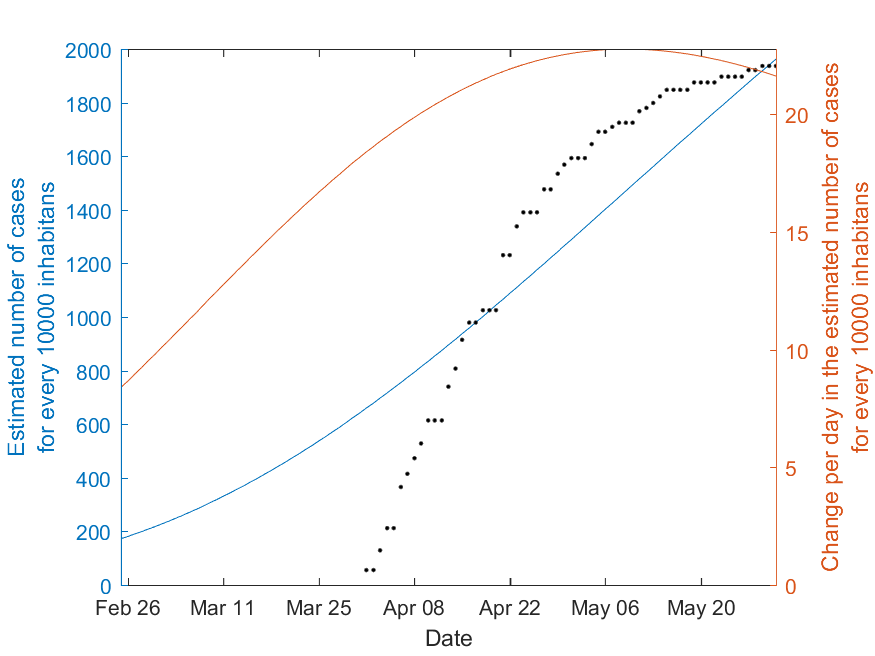 2000
1800
1600
1400
1200
1000
800
600
400
200
0
Estimated number of cases
for every 10000 inhabitans
20
15
10
5
0
Change per day in the estimated number of cases
for every 10000 inhabitans
Feb 26 Mar 11 Mar 25 Apr 08 Apr 22 May 06 May 20
Date